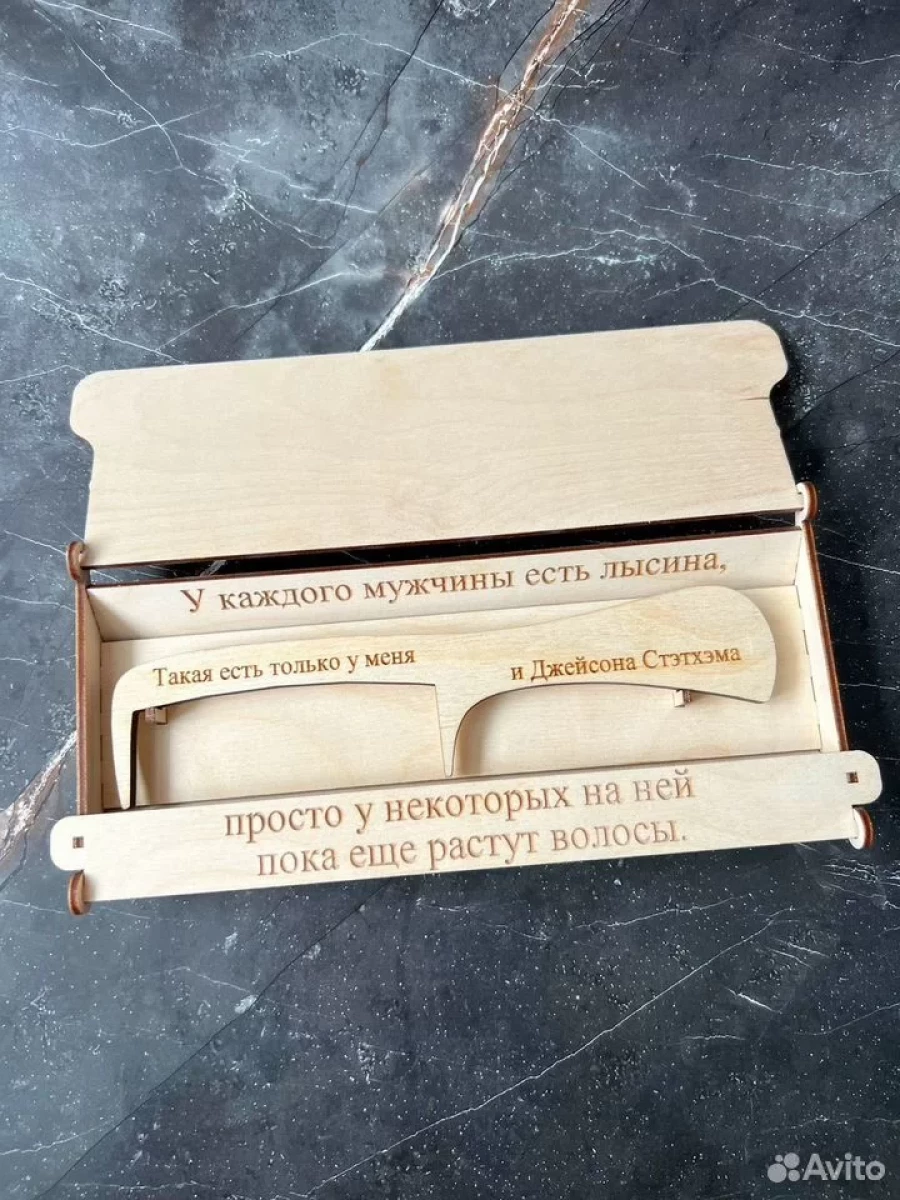 У каждого мужчины есть лысина,
Такая есть только у меня
и Джейсона Стэтхэма
просто у некоторых на ней
пока еще растут волосы.
Avito